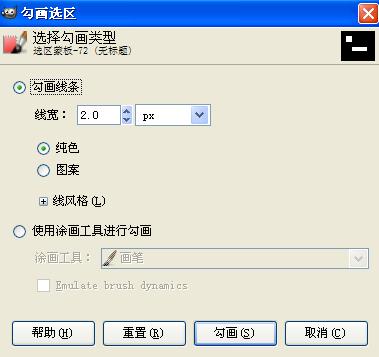 勾画选区
选择勾画类型
选区蒙板-72 (无标题)
勾画线条
线宽： 2.0 px
纯色
图案
线风格(L)
使用涂画工具进行勾画
涂画工具： 画笔
Emulate brush dynamics
帮助(H) 重置(R) 勾画(S) 取消(C)